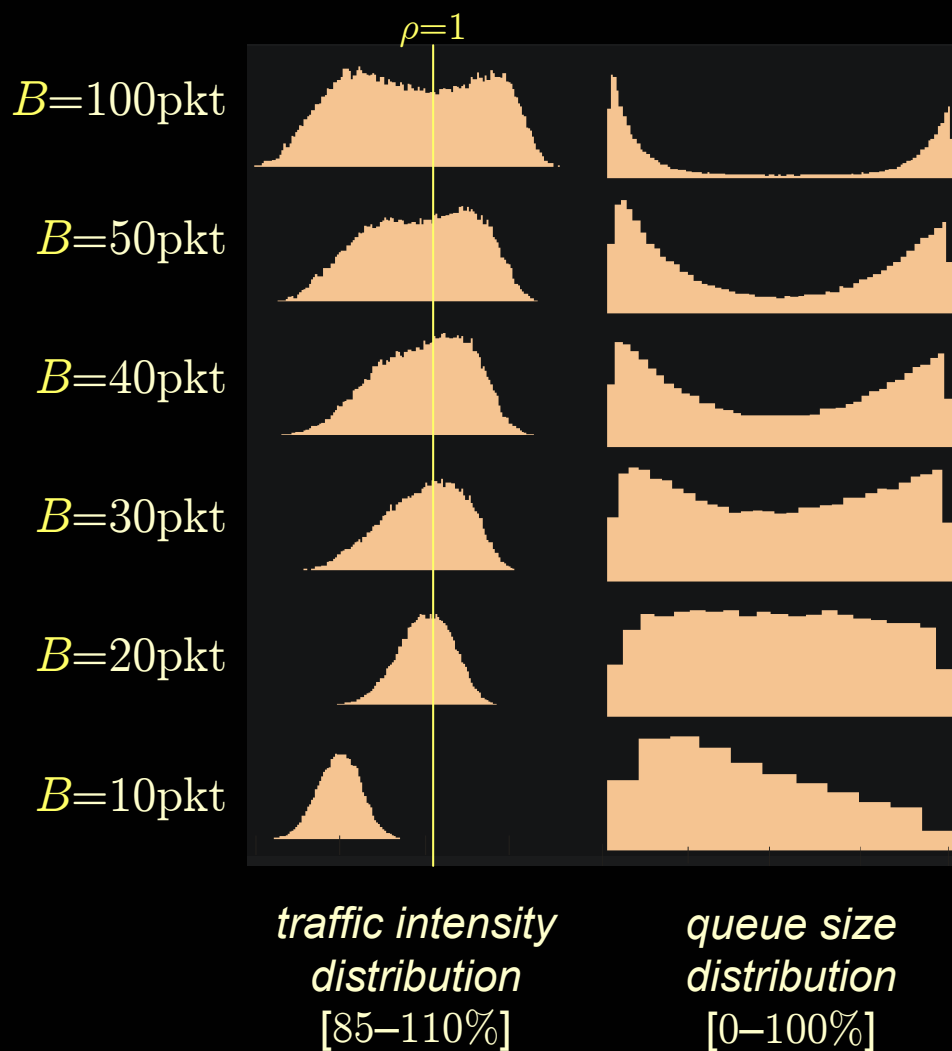 ρ=1
B=100pkt
B=50pkt
B=40pkt
B=30pkt
B=20pkt
B=10pkt
traffic intensity
distribution
[85–110%]
queue size
distribution
[0–100%]